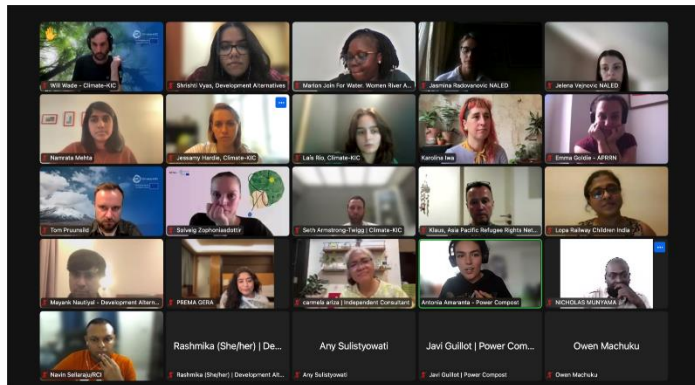 Will Wade - Climate-KIC
Shrishti Vyas, Development Alternatives
Marion Join For Water. Women River A...
Jasmina Radovanovic NALED
Jelena Vejnovic NALED
Namrata Mehta
Jessamy Hardie, Climate-KIC
Laís Rio, Climate-KIC
Karolina Iwa
Emma Goldie - APRRN
Tom Pruunsild
Solveig Zophoniasdottir
Seth Armstrong-Twigg | Climate-KIC
Klaus, Asia Pacific Refugee Rights Net...
Lopa Railway Children India
Mayank Nautiyal - Development Altern...
PREMA GERA
carmela ariza | Independent Consultant
Antonia Amaranta - Power Compost
NICHOLAS MUNYAMA
Navin Sellaraju/RCI
Rashmika (She/her) | De...
Rashmika (She/her) | Development Alt...
Any Sulistyowati
Any Sulistyowati
Javi Guillot | Power Com...
Javi Guillot | Power Compost
Owen Machuku
Owen Machuku